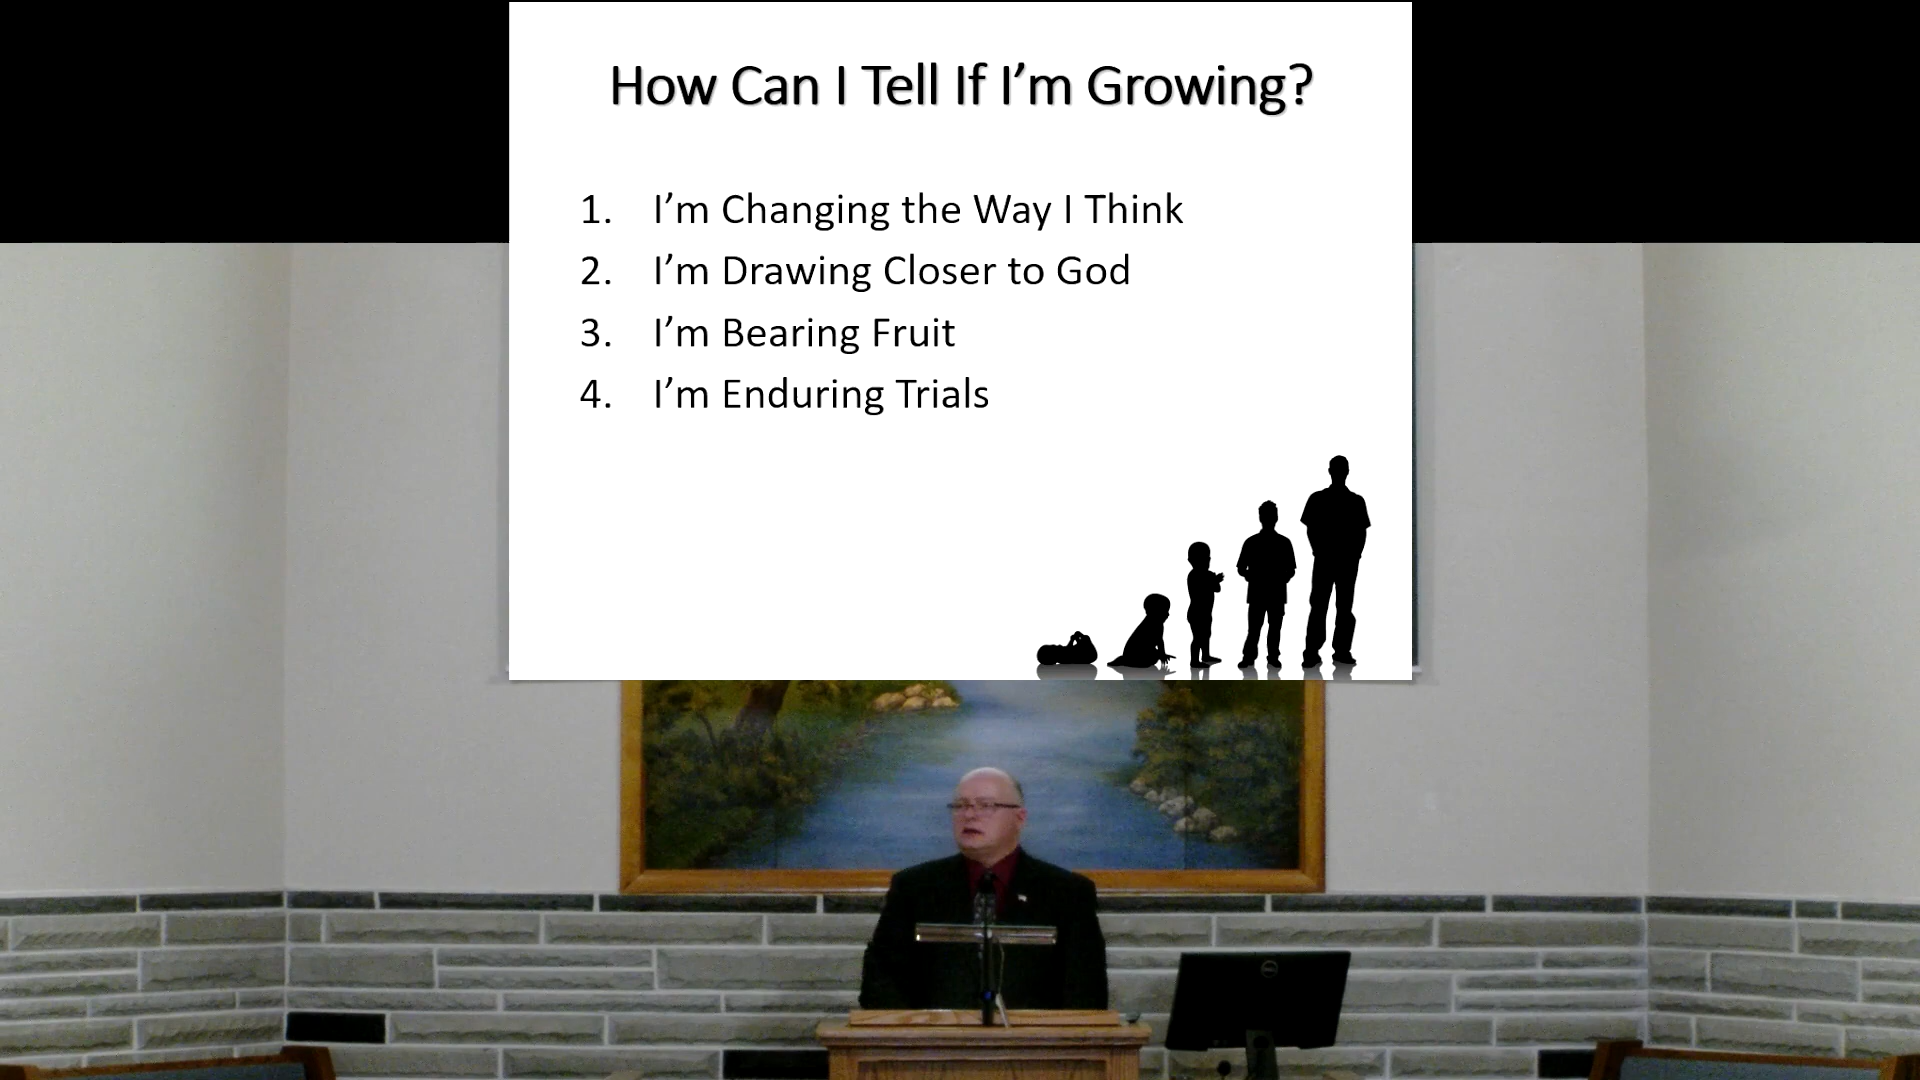 How Can I Tell If I’m Growing?
1. I’m Changing the Way I Think
2. I’m Drawing Closer to God
3. I’m Bearing Fruit
4. I’m Enduring Trials
DELL